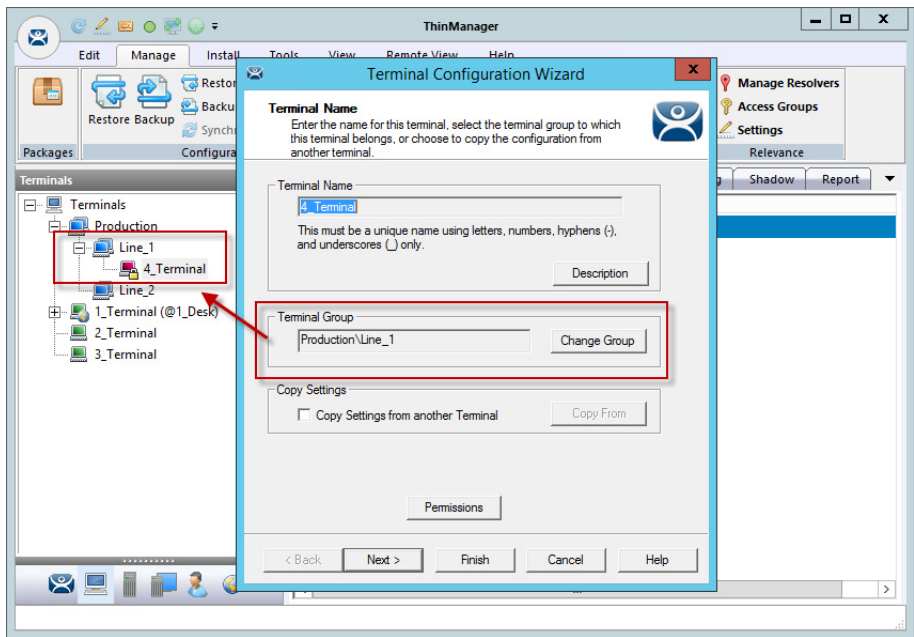 ThinManager
Edit Manage Install Tools View Remote View Help
Packages
Restore Backup
Restor
Backu
Synchr
Configura
Manage Resolvers
Access Groups
Settings
Relevance
Terminals
Terminals
Production
Line_1
4_Terminal
Line_2
1_Terminal (@1_Desk)
2_Terminal
3_Terminal
g Shadow Report
Terminal Configuration Wizard
X
Terminal Name
Enter the name for this terminal, select the terminal group to which
this terminal belongs, or choose to copy the configuration from
another terminal.
Terminal Name
4_Terminal
This must be a unique name using letters, numbers, hyphens (-),
and underscores (_) only.
Description
Terminal Group
Production\Line_1
Change Group
Copy Settings
Copy Settings from another Terminal
Copy From
Permissions
< Back Next > Finish Cancel Help